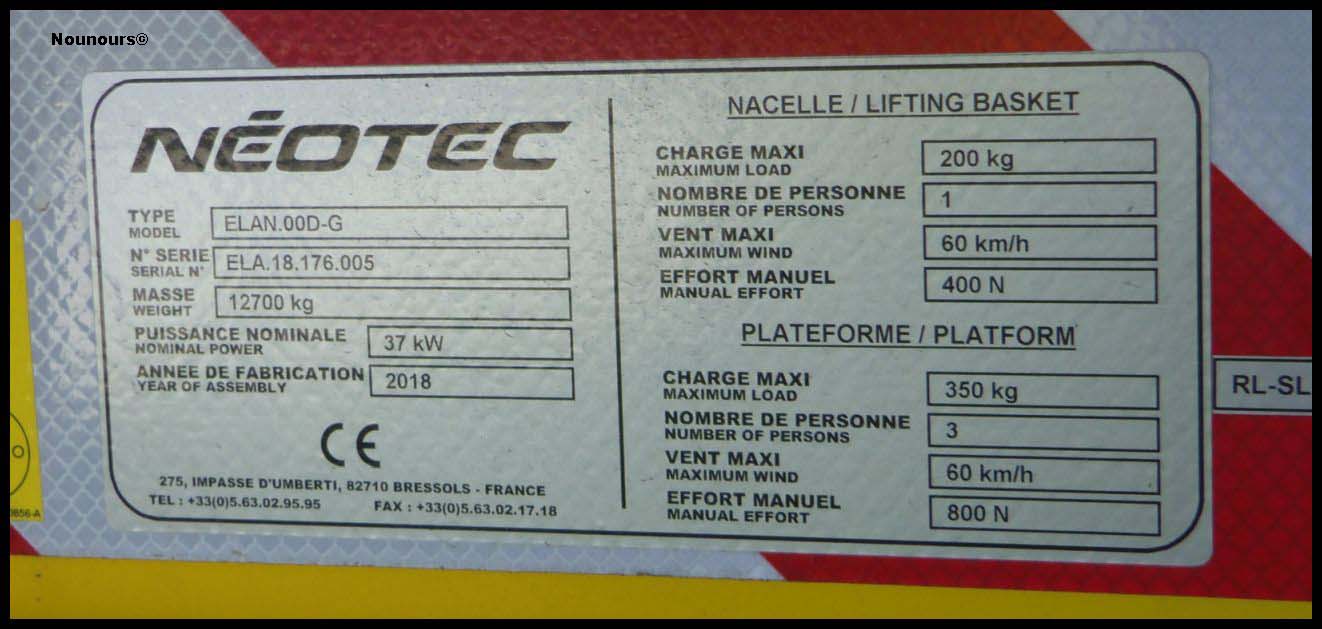 Nounours©
NÉOTEC
TYPE
MODEL
ELAN.00D-G
N° SERIE
SERIAL N°
ELA.18.176.005
MASSE
WEIGHT
12700 kg
PUISSANCE NOMINALE
NOMINAL POWER
37 kW
ANNEE DE FABRICATION
YEAR OF ASSEMBLY
2018
CE
275, IMPASSE D'UMBERTI, 82710 BRESSOLS - FRANCE
TEL : +33(0)5.63.02.95.95 FAX : +33(0)5.63.02.17.18
NACELLE / LIFTING BASKET
CHARGE MAXI
MAXIMUM LOAD
200 kg
NOMBRE DE PERSONNE
NUMBER OF PERSONS
1
VENT MAXI
MAXIMUM WIND
60 km/h
EFFORT MANUEL
MANUAL EFFORT
400 N
PLATEFORME / PLATFORM
CHARGE MAXI
MAXIMUM LOAD
350 kg
NOMBRE DE PERSONNE
NUMBER OF PERSONS
3
VENT MAXI
MAXIMUM WIND
60 km/h
EFFORT MANUEL
MANUAL EFFORT
800 N
RL-SL